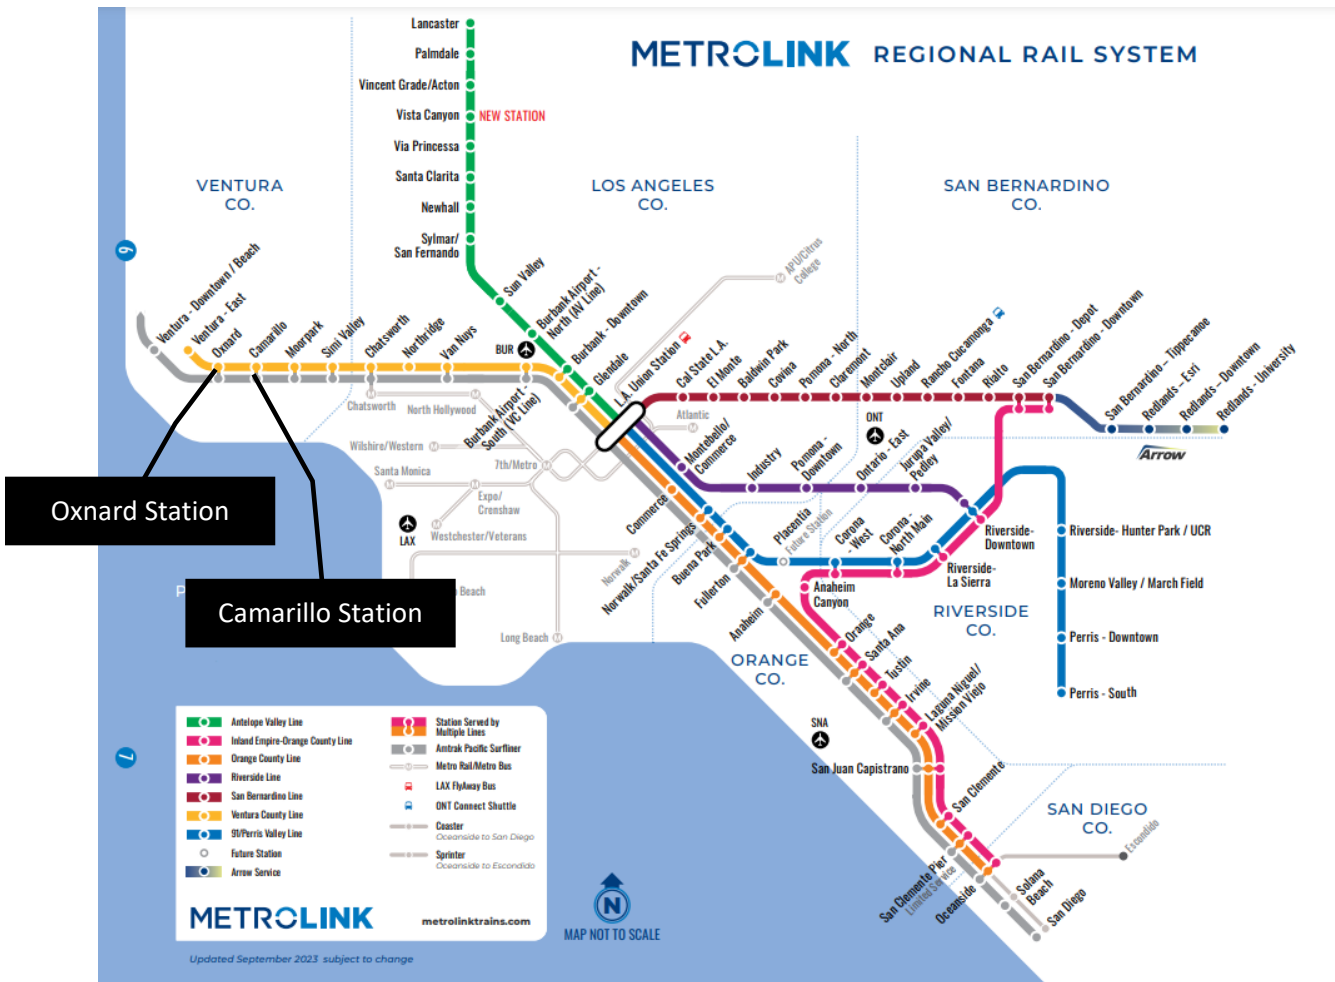 METROLINK REGIONAL RAIL SYSTEM
Lancaster
Palmdale
Vincent Grade/Acton
Vista Canyon NEW STATION
Via Princessa
Santa Clarita
Newhall
Sylmar/
San Fernando
VENTURA
CO.
LOS ANGELES
CO.
SAN BERNARDINO
CO.
6
Ventura - Downtown / Beach
Ventura - East
Oxnard
Camarillo
Moorpark
Simi Valley
Chatsworth
Northridge
Van Nuys
BUR
Sun Valley
Burbank Airport -
North (AV Line)
Burbank - Downtown
Glendale
L.A. Union Station
APU/Citrus
College
Cal State L.A.
El Monte
Baldwin Park
Covina
Pomona - North
Claremont
Montclair
Upland
Rancho Cucamonga
Fontana
Rialto
San Bernardino - Depot
San Bernardino - Downtown
San Bernardino – Tippecanoe
Redlands – Esri
Redlands – Downtown
Redlands - University
Arrow
Chatsworth
North Hollywood
Burbank Airport -
South (VC Line)
Atlantic
Wilshire/Western
Santa Monica
7th/Metro
Expo/
Crenshaw
LAX
Westchester/Veterans
Norwalk
Beach
Long Beach
Montebello/
Commerce
Industry
Pomona -
Downtown
ONT
Ontario - East
Jurupa Valley/
Pedley
Commerce
Norwalk/Santa Fe Springs
Buena Park
Fullerton
Anaheim
Placentia
Future Station
Corona
- West
Corona -
North Main
Riverside-
Downtown
Riverside-
La Sierra
Riverside- Hunter Park / UCR
Moreno Valley / March Field
Perris - Downtown
Perris - South
Anaheim
Canyon
RIVERSIDE
CO.
ORANGE
CO.
Orange
Santa Ana
Tustin
Irvine
Laguna Niguel/
Mission Viejo
SNA
San Juan Capistrano
San Clemente
San Clemente Pier
Limited Service
Oceanside
SAN DIEGO
CO.
Escondido
Solana
Beach
San Diego
Oxnard Station
P
Camarillo Station
7
Antelope Valley Line
Inland Empire-Orange County Line
Orange County Line
Riverside Line
San Bernardino Line
Ventura County Line
91/Perris Valley Line
Future Station
Arrow Service
Station Served by
Multiple Lines
Amtrak Pacific Surfliner
Metro Rail/Metro Bus
LAX FlyAway Bus
ONT Connect Shuttle
Coaster
Oceanside to San Diego
Sprinter
Oceanside to Escondido
METROLINK
metrolinktrains.com
N
MAP NOT TO SCALE
Updated September 2023 subject to change